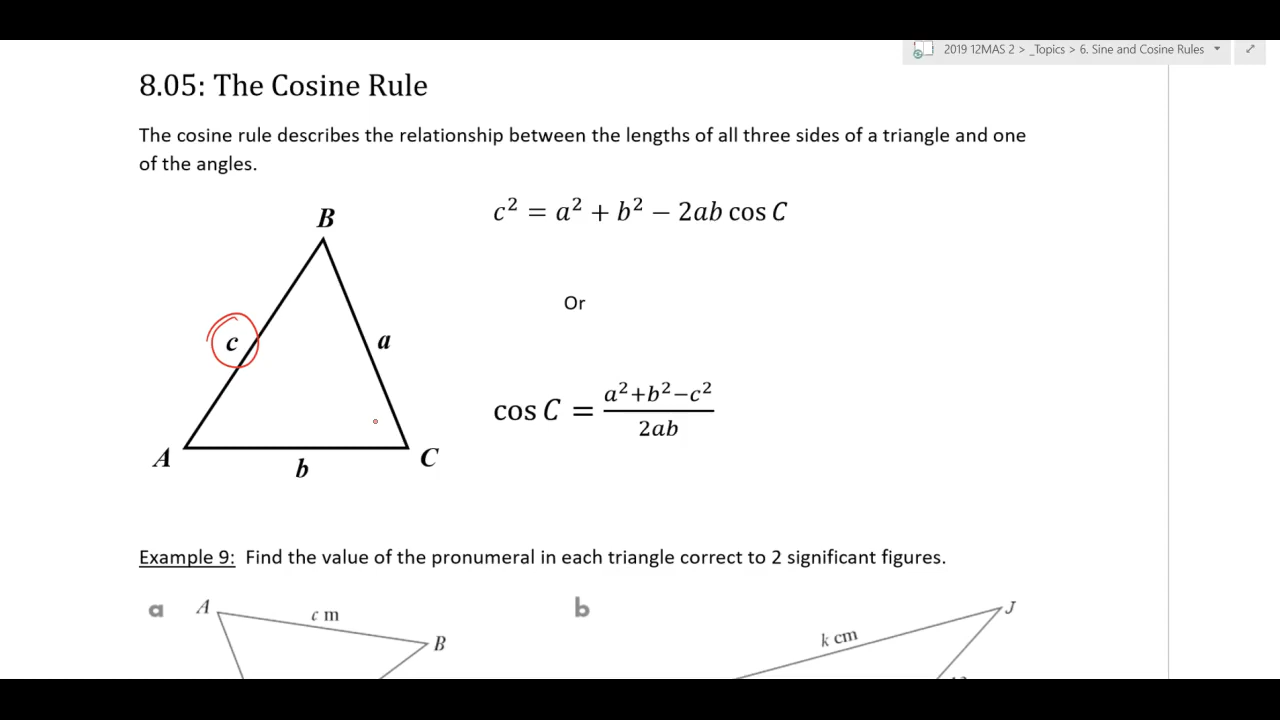 2019 12MAS 2 > _Topics > 6. Sine and Cosine Rules
8.05: The Cosine Rule
The cosine rule describes the relationship between the lengths of all three sides of a triangle and one
of the angles.
B
c² = a² + b² − 2ab cos C
Or
c
a
cos C = a²+b²−c² / 2ab
A
C
b
Example 9: Find the value of the pronumeral in each triangle correct to 2 significant figures.
a
A
c m
B
b
J
k cm